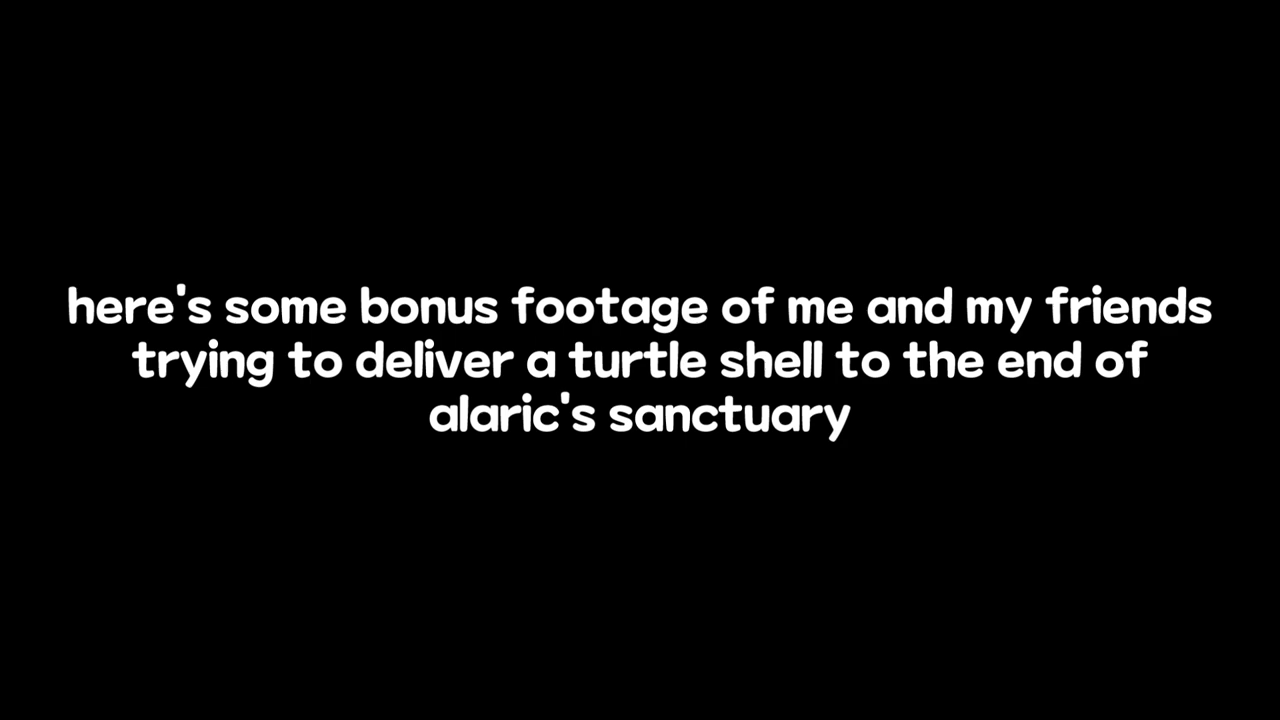 here's some bonus footage of me and my friends
trying to deliver a turtle shell to the end of
alaric's sanctuary